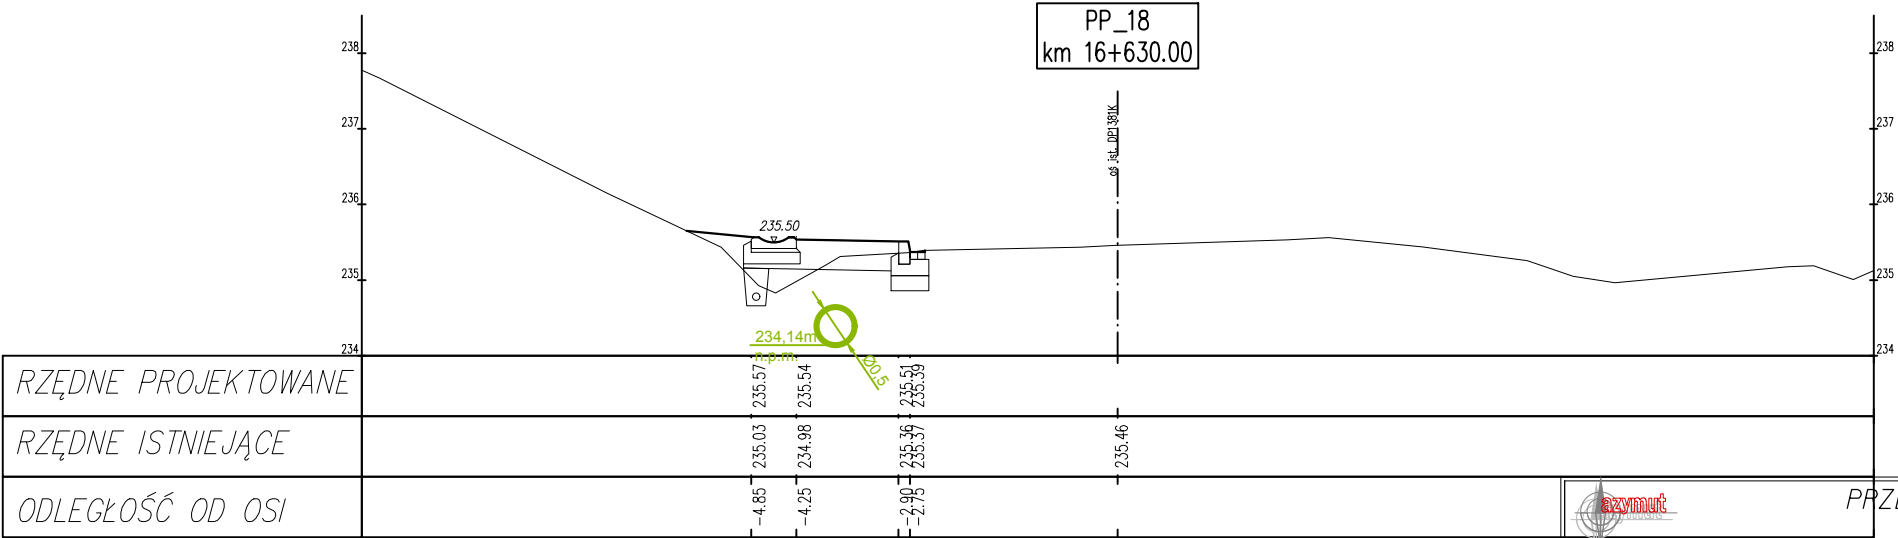 PP_18
km 16+630.00
238
238
237
237
oś ist. DP1381K
236
236
235.50
235
235
234,14m
n.p.m.
Ø0,5
234
234
RZĘDNE PROJEKTOWANE
235.57
235.54
235.51
235.39
RZĘDNE ISTNIEJĄCE
235.03
234.98
235.36
235.37
235.46
ODLEGŁOŚĆ OD OSI
-4.85
-4.25
-2.90
-2.75
azymut
PRZE